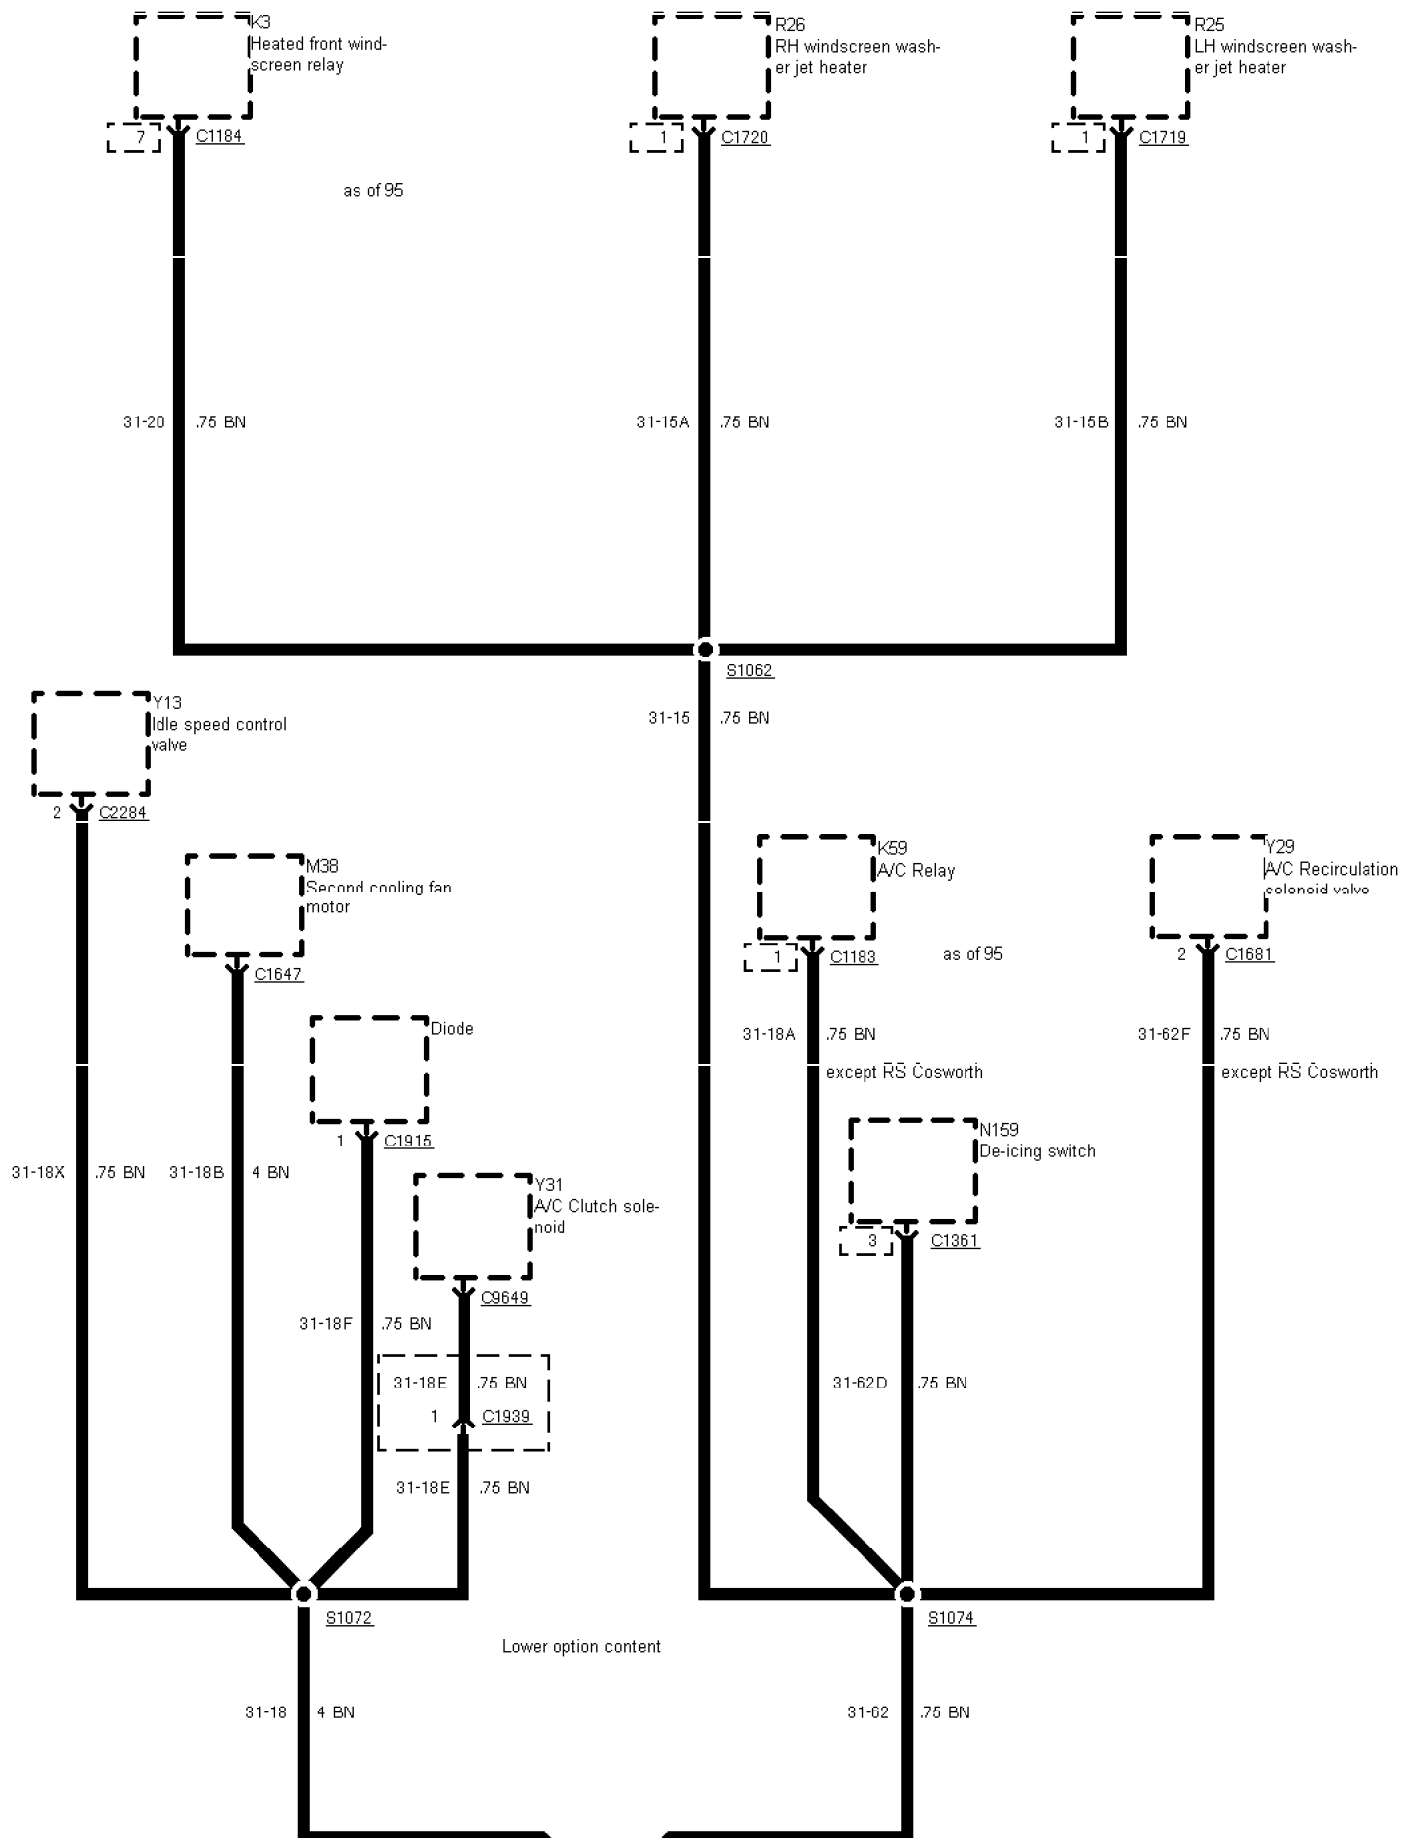 K3
Heated front wind-
screen relay
7
C1184
R26
RH windscreen wash-
er jet heater
1
C1720
R25
LH windscreen wash-
er jet heater
1
C1719
as of 95
31-20
.75 BN
31-15A
.75 BN
31-15B
.75 BN
S1062
31-15
.75 BN
Y13
Idle speed control
valve
2
C2284
M38
Second cooling fan
motor
C1647
K59
A/C Relay
1
C1183
as of 95
Y29
A/C Recirculation
solenoid valve
2
C1681
Diode
1
C1915
31-18A
.75 BN
except RS Cosworth
31-62F
.75 BN
except RS Cosworth
31-18X
.75 BN
31-18B
4 BN
Y31
A/C Clutch sole-
noid
C9649
N159
De-icing switch
3
C1361
31-18F
.75 BN
31-18E
.75 BN
1
C1939
31-18E
.75 BN
31-62D
.75 BN
S1072
S1074
Lower option content
31-18
4 BN
31-62
.75 BN